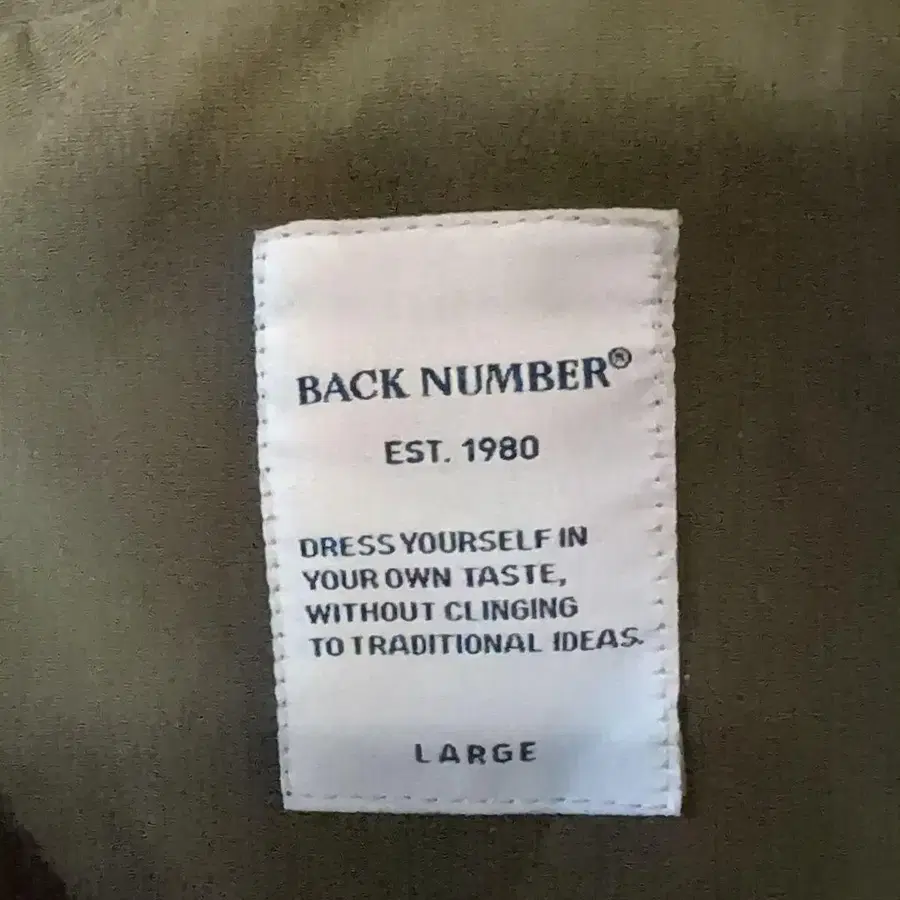 BACK NUMBER®
EST. 1980
DRESS YOURSELF IN
YOUR OWN TASTE,
WITHOUT CLINGING
TO TRADITIONAL IDEAS.
LARGE